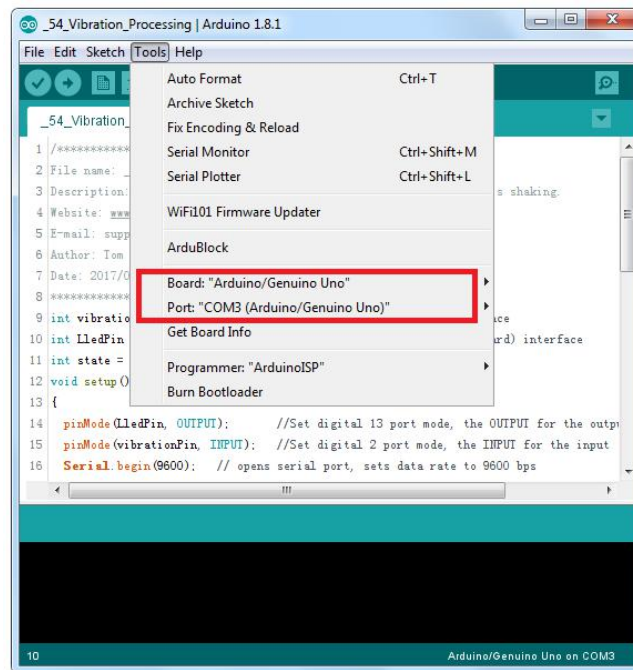 _54_Vibration_Processing | Arduino 1.8.1
File Edit Sketch Tools Help
Auto Format Ctrl+T
Archive Sketch
Fix Encoding & Reload
Serial Monitor Ctrl+Shift+M
Serial Plotter Ctrl+Shift+L
WiFi101 Firmware Updater
ArduBlock
Board: "Arduino/Genuino Uno"
Port: "COM3 (Arduino/Genuino Uno)"
Get Board Info
Programmer: "ArduinoISP"
Burn Bootloader
_54_Vibration_
1 /***********
2 File name: _
3 Description: s shaking.
4 Website: www
5 E-mail: supp
6 Author: Tom
7 Date: 2017/0
8 ************
9 int vibratio ce
10 int LledPin rd) interface
11 int state =
12 void setup()
13 {
14 pinMode(LledPin, OUTPUT); //Set digital 13 port mode, the OUTPUT for the outpu
15 pinMode(vibrationPin, INPUT); //Set digital 2 port mode, the INPUT for the input
16 Serial.begin(9600); // opens serial port, sets data rate to 9600 bps
10 Arduino/Genuino Uno on COM3